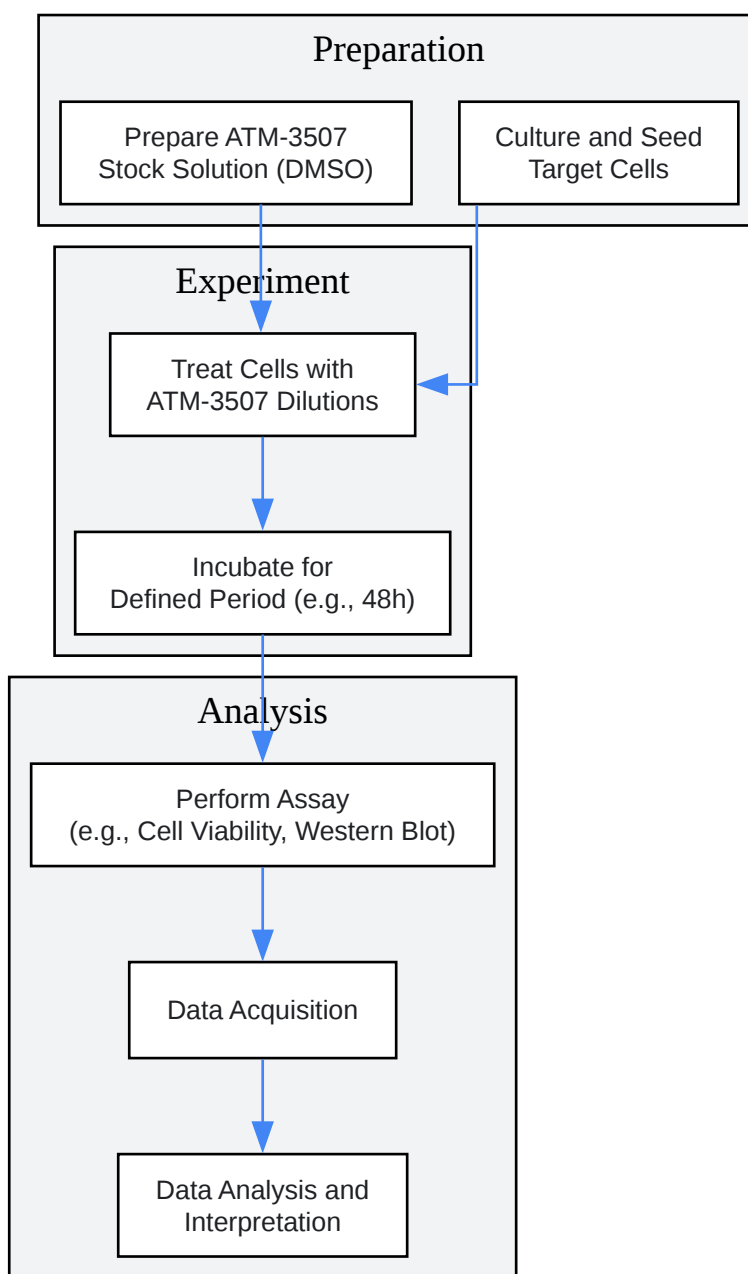 Preparation
Prepare ATM-3507
Stock Solution (DMSO)
Culture and Seed
Target Cells
Experiment
Treat Cells with
ATM-3507 Dilutions
Incubate for
Defined Period (e.g., 48h)
Analysis
Perform Assay
(e.g., Cell Viability, Western Blot)
Data Acquisition
Data Analysis and
Interpretation